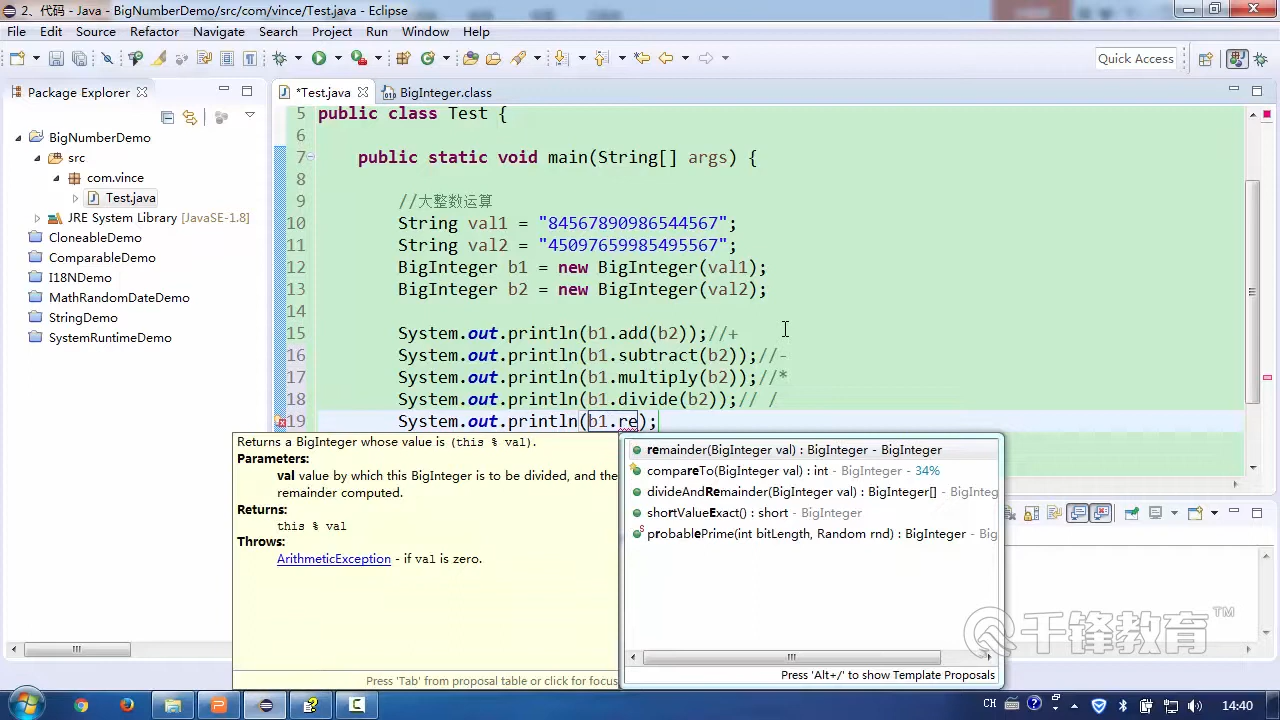 2、代码 - Java - BigNumberDemo/src/com/vince/Test.java - Eclipse
File Edit Source Refactor Navigate Search Project Run Window Help
Quick Access
Package Explorer
*Test.java
BigInteger.class
BigNumberDemo
src
com.vince
Test.java
JRE System Library [JavaSE-1.8]
CloneableDemo
ComparableDemo
I18NDemo
MathRandomDateDemo
StringDemo
SystemRuntimeDemo
5 public class Test {
6
7 public static void main(String[] args) {
8
9 //大整数运算
10 String val1 = "84567890986544567";
11 String val2 = "45097659985495567";
12 BigInteger b1 = new BigInteger(val1);
13 BigInteger b2 = new BigInteger(val2);
14
15 System.out.println(b1.add(b2));//+
16 System.out.println(b1.subtract(b2));//-
17 System.out.println(b1.multiply(b2));//*
18 System.out.println(b1.divide(b2));// /
19 System.out.println(b1.re);
Returns a BigInteger whose value is (this % val).
Parameters:
val value by which this BigInteger is to be divided, and the
remainder computed.
Returns:
this % val
Throws:
ArithmeticException - if val is zero.
Press 'Tab' from proposal table or click for focus
remainder(BigInteger val) : BigInteger - BigInteger
compareTo(BigInteger val) : int - BigInteger - 34%
divideAndRemainder(BigInteger val) : BigInteger[] - BigInteg
shortValueExact() : short - BigInteger
probablePrime(int bitLength, Random rnd) : BigInteger - Big
Press 'Alt+/' to show Template Proposals
千锋教育™
CH
14:40